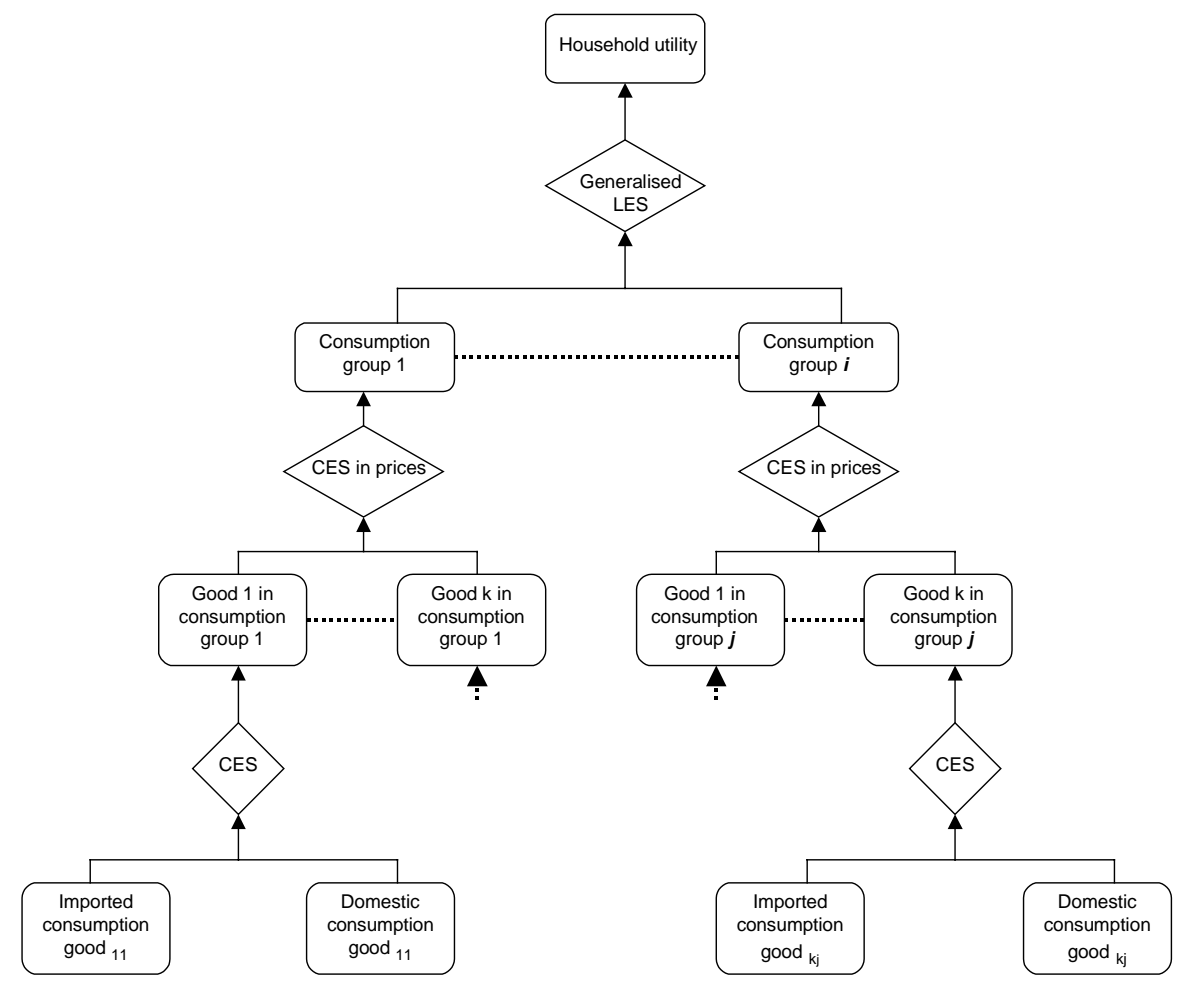 Household utility
Generalised
LES
Consumption
group 1
Consumption
group i
CES in prices
CES in prices
Good 1 in
consumption
group 1
Good k in
consumption
group 1
Good 1 in
consumption
group j
Good k in
consumption
group j
CES
CES
Imported
consumption
good 11
Domestic
consumption
good 11
Imported
consumption
good kj
Domestic
consumption
good kj